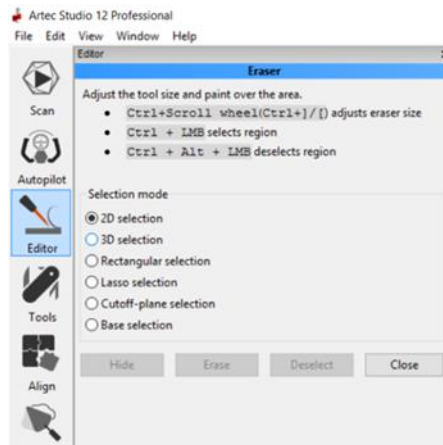 Artec Studio 12 Professional
File Edit View Window Help
Editor
Eraser
Adjust the tool size and paint over the area.
• Ctrl+Scroll wheel(Ctrl+]/[) adjusts eraser size
• Ctrl + LMB selects region
• Ctrl + Alt + LMB deselects region
Selection mode
2D selection
3D selection
Rectangular selection
Lasso selection
Cutoff-plane selection
Base selection
Hide Erase Deselect Close
Scan
Autopilot
Editor
Tools
Align